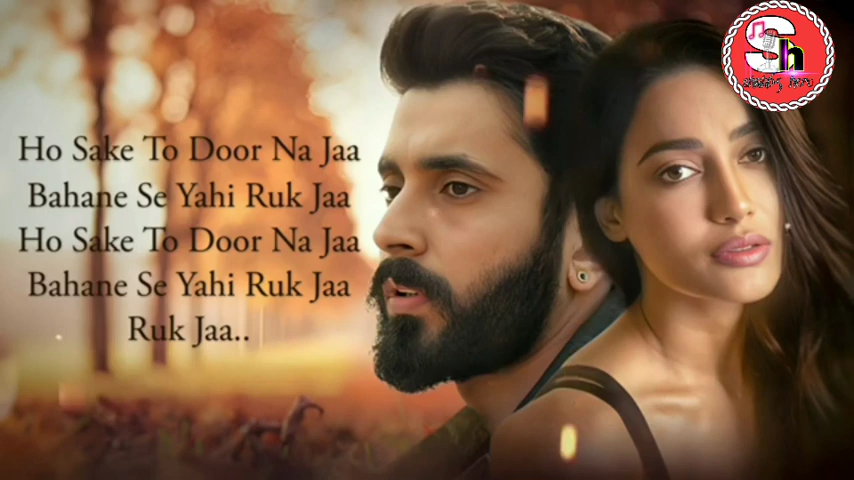 Sh
Ho Sake To Door Na Jaa
Bahane Se Yahi Ruk Jaa
Ho Sake To Door Na Jaa
Bahane Se Yahi Ruk Jaa
Ruk Jaa..